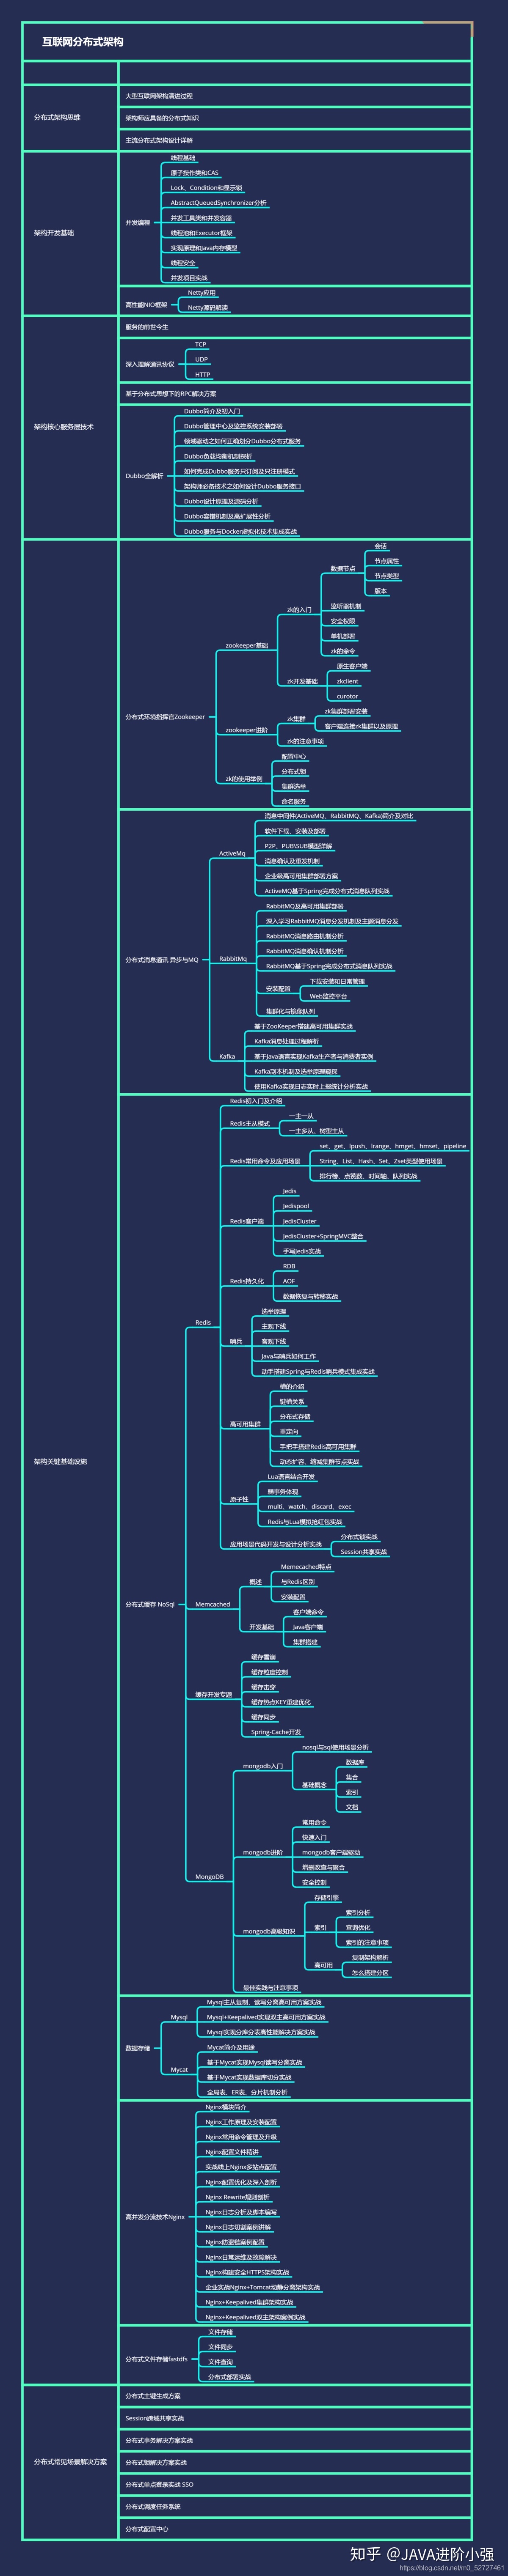 互联网分布式架构
分布式架构思维
大型互联网架构演进过程
架构师应具备的分布式知识
主流分布式架构设计详解
架构开发基础
并发编程
线程基础
原子操作类和CAS
Lock、Condition和显示锁
AbstractQueuedSynchronizer分析
并发工具类和并发容器
线程池和Executor框架
实现原理和Java内存模型
线程安全
并发项目实战
高性能NIO框架
Netty应用
Netty源码解读
架构核心服务层技术
服务的前世今生
深入理解通讯协议
TCP
UDP
HTTP
基于分布式思想下的RPC解决方案
Dubbo全解析
Dubbo简介及初入门
Dubbo管理中心及监控系统安装部署
领域驱动之如何正确划分Dubbo分布式服务
Dubbo负载均衡机制探析
如何完成Dubbo服务只订阅及只注册模式
架构师必备技术之如何设计Dubbo服务接口
Dubbo设计原理及源码分析
Dubbo容错机制及高扩展性分析
Dubbo服务与Docker虚拟化技术集成实战
架构关键基础设施
分布式环境指挥官Zookeeper
zookeeper基础
zk的入门
数据节点
会话
节点属性
节点类型
版本
监听器机制
安全权限
单机部署
zk的命令
zk开发基础
原生客户端
zkclient
curotor
zookeeper进阶
zk集群
zk集群部署安装
客户端连接zk集群以及原理
zk的注意事项
zk的使用举例
配置中心
分布式锁
集群选举
命名服务
分布式消息通讯 异步与MQ
ActiveMq
消息中间件(ActiveMQ、RabbitMQ、Kafka)简介及对比
软件下载、安装及部署
P2P、PUB\SUB模型详解
消息确认及重发机制
企业级高可用集群部署方案
ActiveMQ基于Spring完成分布式消息队列实战
RabbitMq
RabbitMQ及高可用集群部署
深入学习RabbitMQ消息分发机制及主题消息分发
RabbitMQ消息路由机制分析
RabbitMQ消息确认机制分析
RabbitMQ基于Spring完成分布式消息队列实战
安装配置
下载安装和日常管理
Web监控平台
集群化与镜像队列
Kafka
基于ZooKeeper搭建高可用集群实战
Kafka消息处理过程解析
基于Java语言实现Kafka生产者与消费者实例
Kafka副本机制及选举原理窥探
使用Kafka实现日志实时上报统计分析实战
分布式缓存 NoSql
Redis
Redis初入门及介绍
Redis主从模式
一主一从
一主多从、树型主从
Redis常用命令及应用场景
set、get、lpush、lrange、hmget、hmset、pipeline
String、List、Hash、Set、Zset类型使用场景
排行榜、点赞数、时间轴、队列实战
Redis客户端
Jedis
Jedispool
JedisCluster
JedisCluster+SpringMVC整合
手写Jedis实战
Redis持久化
RDB
AOF
数据恢复与转移实战
哨兵
选举原理
主观下线
客观下线
Java与哨兵如何工作
动手搭建Spring与Redis哨兵模式集成实战
高可用集群
槽的介绍
键槽关系
分布式存储
重定向
手把手搭建Redis高可用集群
动态扩容、缩减集群节点实战
原子性
Lua语言结合开发
脚事务体现
multi、watch、discard、exec
Redis与Lua模拟抢红包实战
应用场景代码开发与设计分析实战
分布式锁实战
Session共享实战
Memcached
概述
Memecached特点
与Redis区别
安装配置
开发基础
客户端命令
Java客户端
集群搭建
缓存开发专题
缓存雪崩
缓存粒度控制
缓存击穿
缓存热点KEY重建优化
缓存同步
Spring-Cache开发
MongoDB
mongodb入门
nosql与sql使用场景分析
基础概念
数据库
集合
索引
文档
mongodb进阶
常用命令
快速入门
mongodb客户端驱动
增删改查与聚合
安全控制
mongodb高级知识
存储引擎
索引
索引分析
查询优化
索引的注意事项
高可用
复制架构解析
怎么搭建分区
最佳实践与注意事项
数据存储
Mysql
Mysql主从复制、读写分离高可用方案实战
Mysql+Keepalived实现双主高可用方案实战
Mysql实现分库分表高性能解决方案实战
Mycat
Mycat简介及用途
基于Mycat实现Mysql读写分离实战
基于Mycat实现数据库切分实战
全局表、ER表、分片机制分析
高并发分流技术Nginx
Nginx模块简介
Nginx工作原理及安装配置
Nginx常用命令管理及升级
Nginx配置文件精讲
实战线上Nginx多站点配置
Nginx配置优化及深入剖析
Nginx Rewrite规则剖析
Nginx日志分析及脚本编写
Nginx日志切割案例讲解
Nginx防盗链案例配置
Nginx日常运维及故障解决
Nginx构建安全HTTPS架构实战
企业实战Nginx+Tomcat动静分离架构实战
Nginx+Keepalived集群架构实战
Nginx+Keepalived双主架构案例实战
分布式文件存储fastdfs
文件存储
文件同步
文件查询
分布式部署实战
分布式常见场景解决方案
分布式主键生成方案
Session跨域共享实战
分布式事务解决方案实战
分布式锁解决方案实战
分布式单点登录实战 SSO
分布式调度任务系统
分布式配置中心
知乎 @JAVA进阶小强
https://blog.csdn.net/m0_52727461